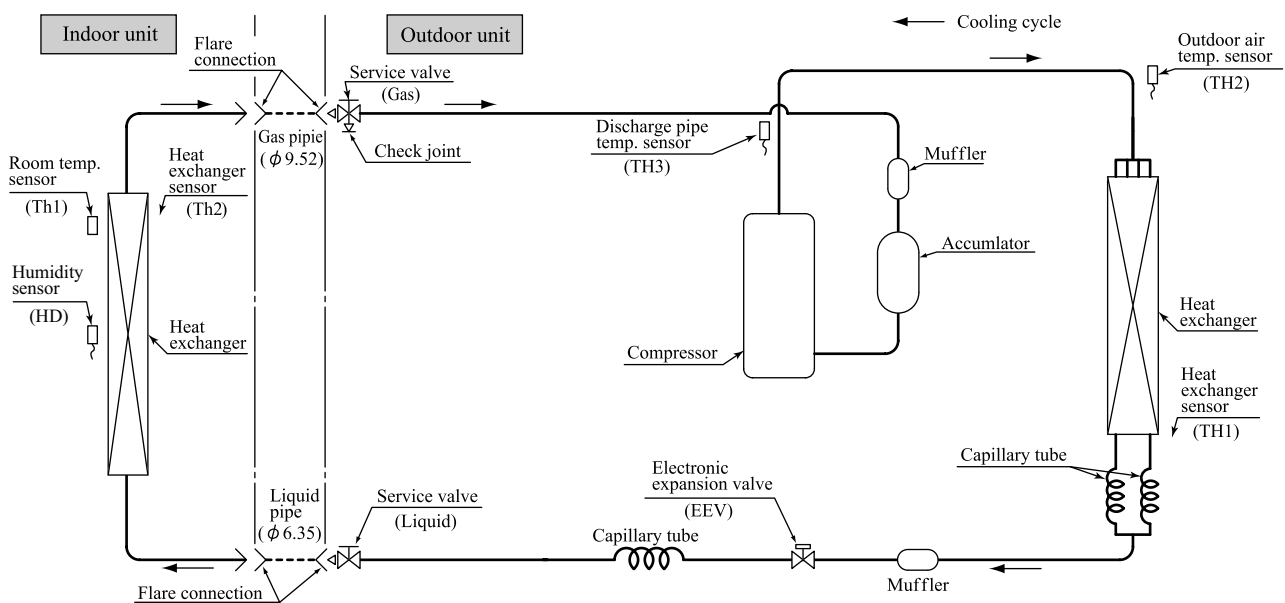 Indoor unit
Outdoor unit
Cooling cycle
Flare
connection
Service valve
(Gas)
Outdoor air
temp. sensor
(TH2)
Gas pipie
(ϕ9.52)
Check joint
Discharge pipe
temp. sensor
(TH3)
Muffler
Room temp.
sensor
(Th1)
Heat
exchanger
sensor
(Th2)
Accumlator
Humidity
sensor
(HD)
Heat
exchanger
Compressor
Heat
exchanger
Heat
exchanger
sensor
(TH1)
Capillary tube
Electronic
expansion valve
(EEV)
Liquid
pipe
(ϕ6.35)
Service valve
(Liquid)
Capillary tube
Muffler
Flare connection